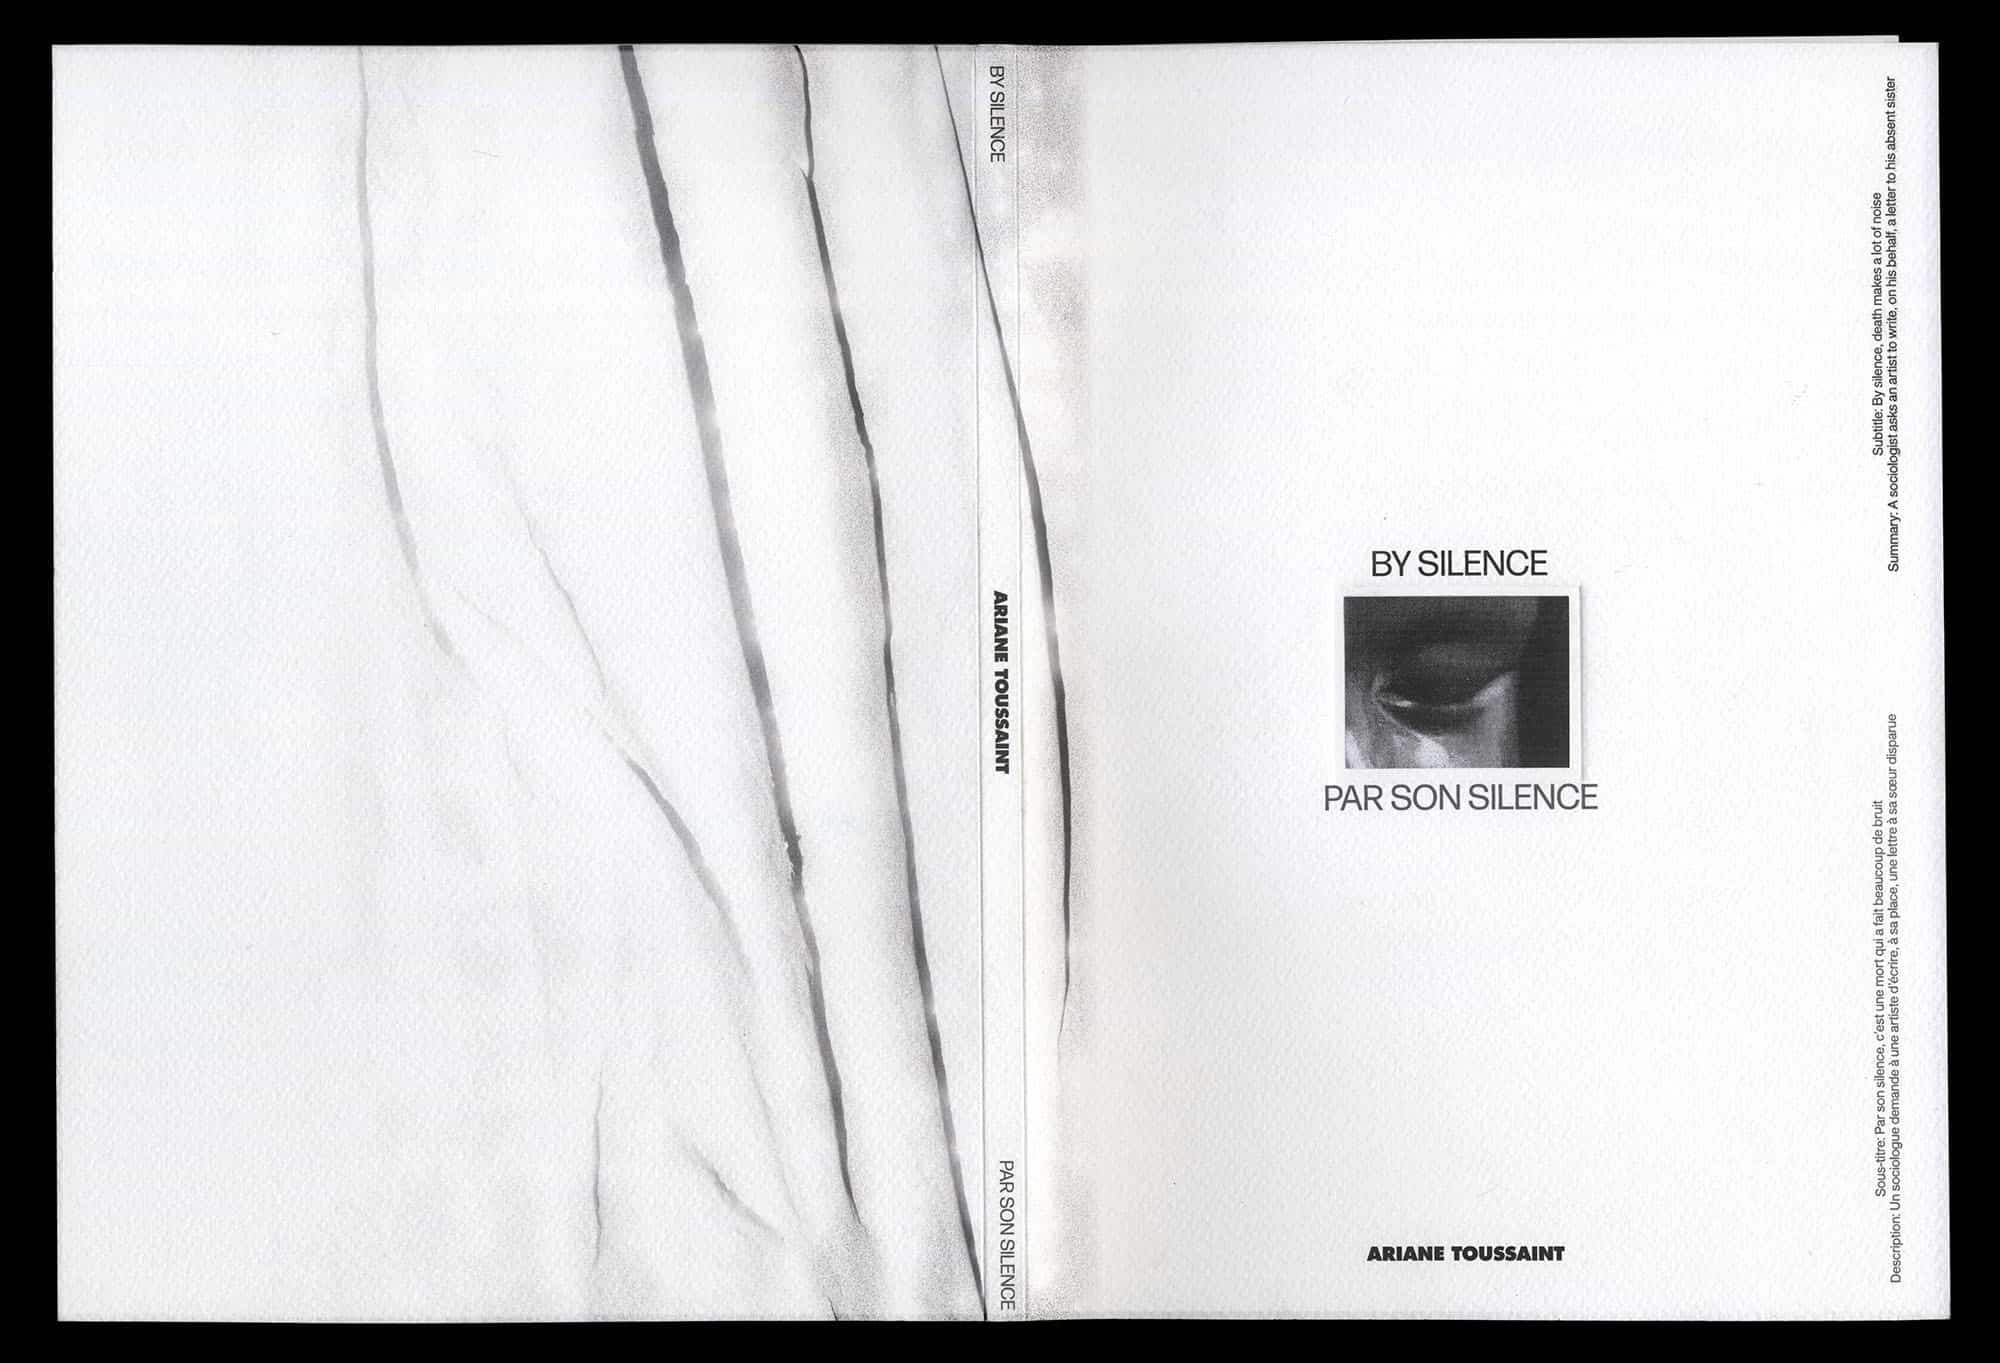 BY SILENCE
ARIANE TOUSSAINT
PAR SON SILENCE
BY SILENCE
PAR SON SILENCE
ARIANE TOUSSAINT
Subtitle: By silence, death makes a lot of noise
Summary: A sociologist asks an artist to write, on his behalf, a letter to his absent sister
Sous-titre: Par son silence, c'est une mort qui a fait beaucoup de bruit
Description: Un sociologue demande à une artiste d'écrire, à sa place, une lettre à sa sœur disparue